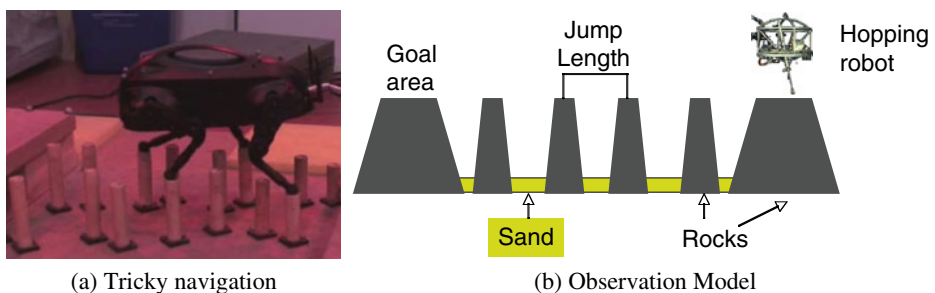 Goal
area
Jump
Length
Hopping
robot
Sand
Rocks
(a) Tricky navigation
(b) Observation Model